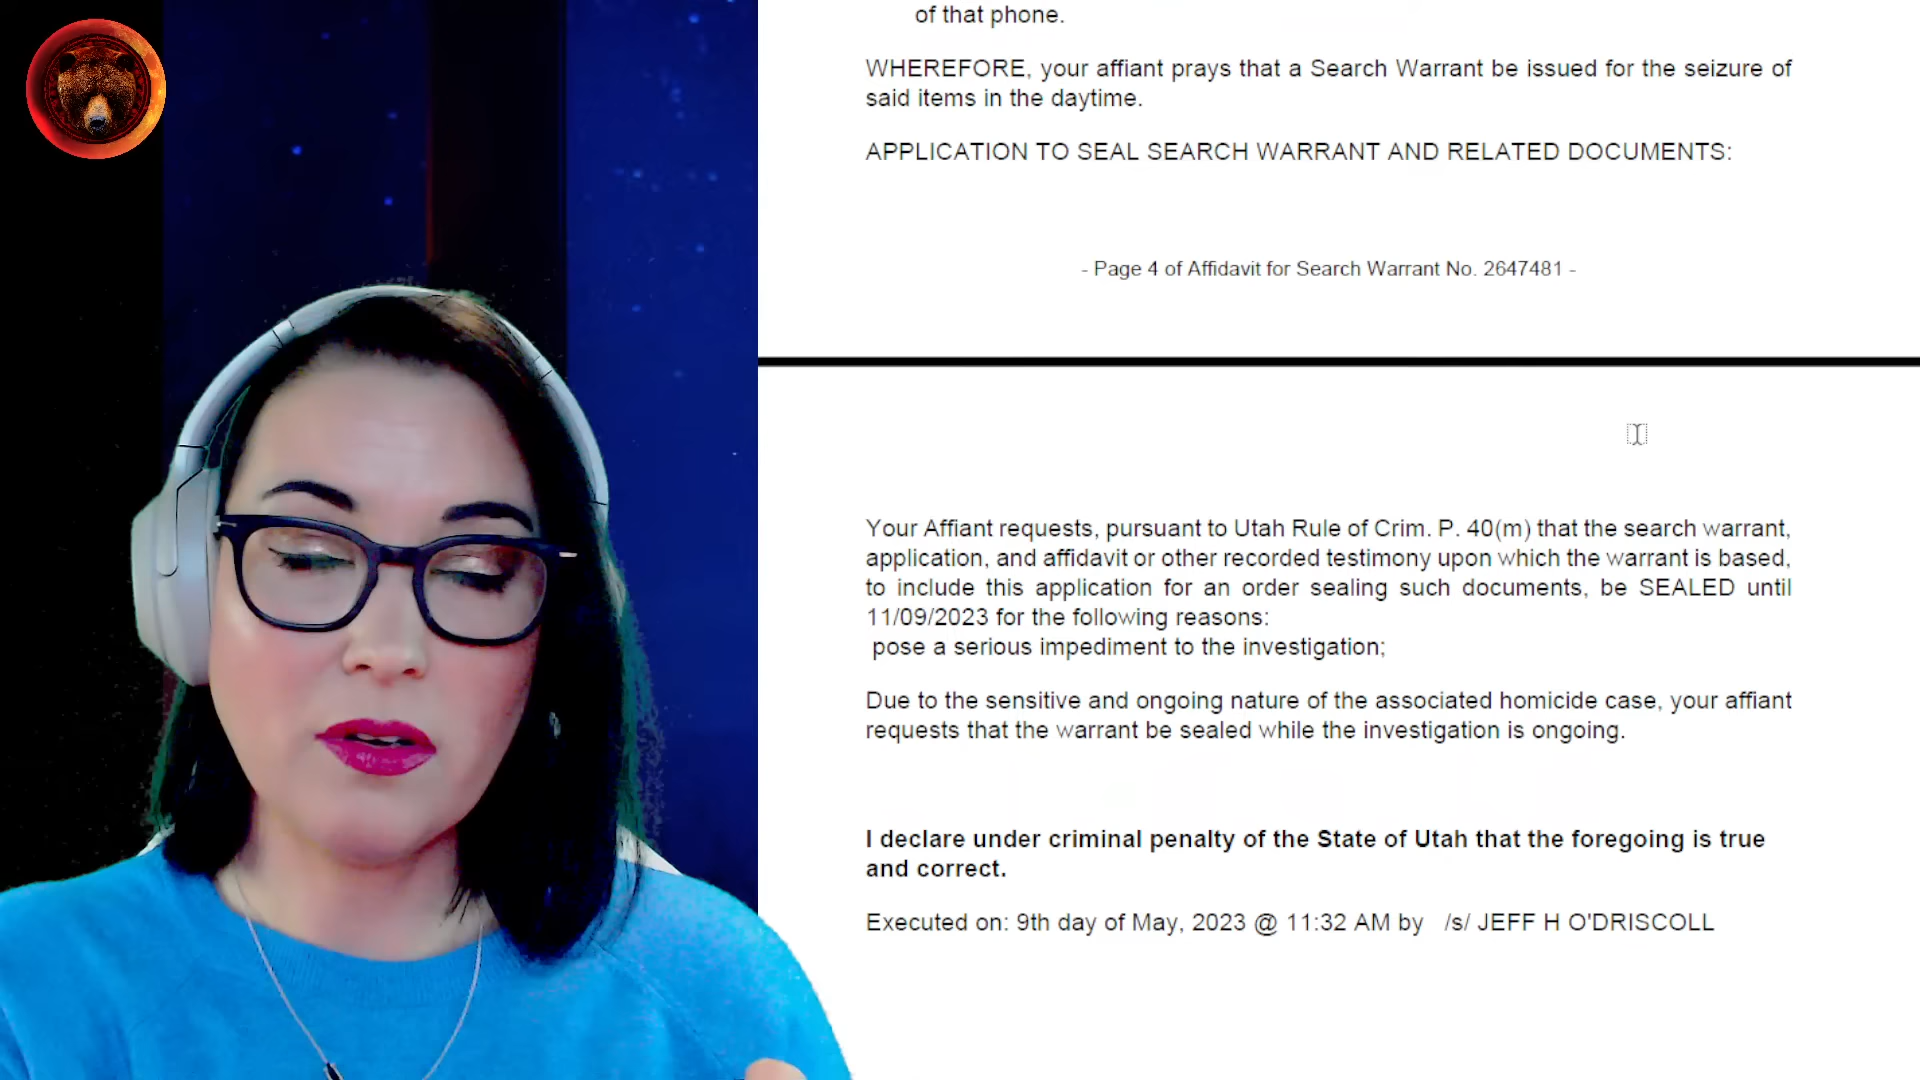 of that phone.
WHEREFORE, your affiant prays that a Search Warrant be issued for the seizure of
said items in the daytime.
APPLICATION TO SEAL SEARCH WARRANT AND RELATED DOCUMENTS:
- Page 4 of Affidavit for Search Warrant No. 2647481 -
Your Affiant requests, pursuant to Utah Rule of Crim. P. 40(m) that the search warrant,
application, and affidavit or other recorded testimony upon which the warrant is based,
to include this application for an order sealing such documents, be SEALED until
11/09/2023 for the following reasons:
pose a serious impediment to the investigation;
Due to the sensitive and ongoing nature of the associated homicide case, your affiant
requests that the warrant be sealed while the investigation is ongoing.
I declare under criminal penalty of the State of Utah that the foregoing is true
and correct.
Executed on: 9th day of May, 2023 @ 11:32 AM by /s/ JEFF H O'DRISCOLL